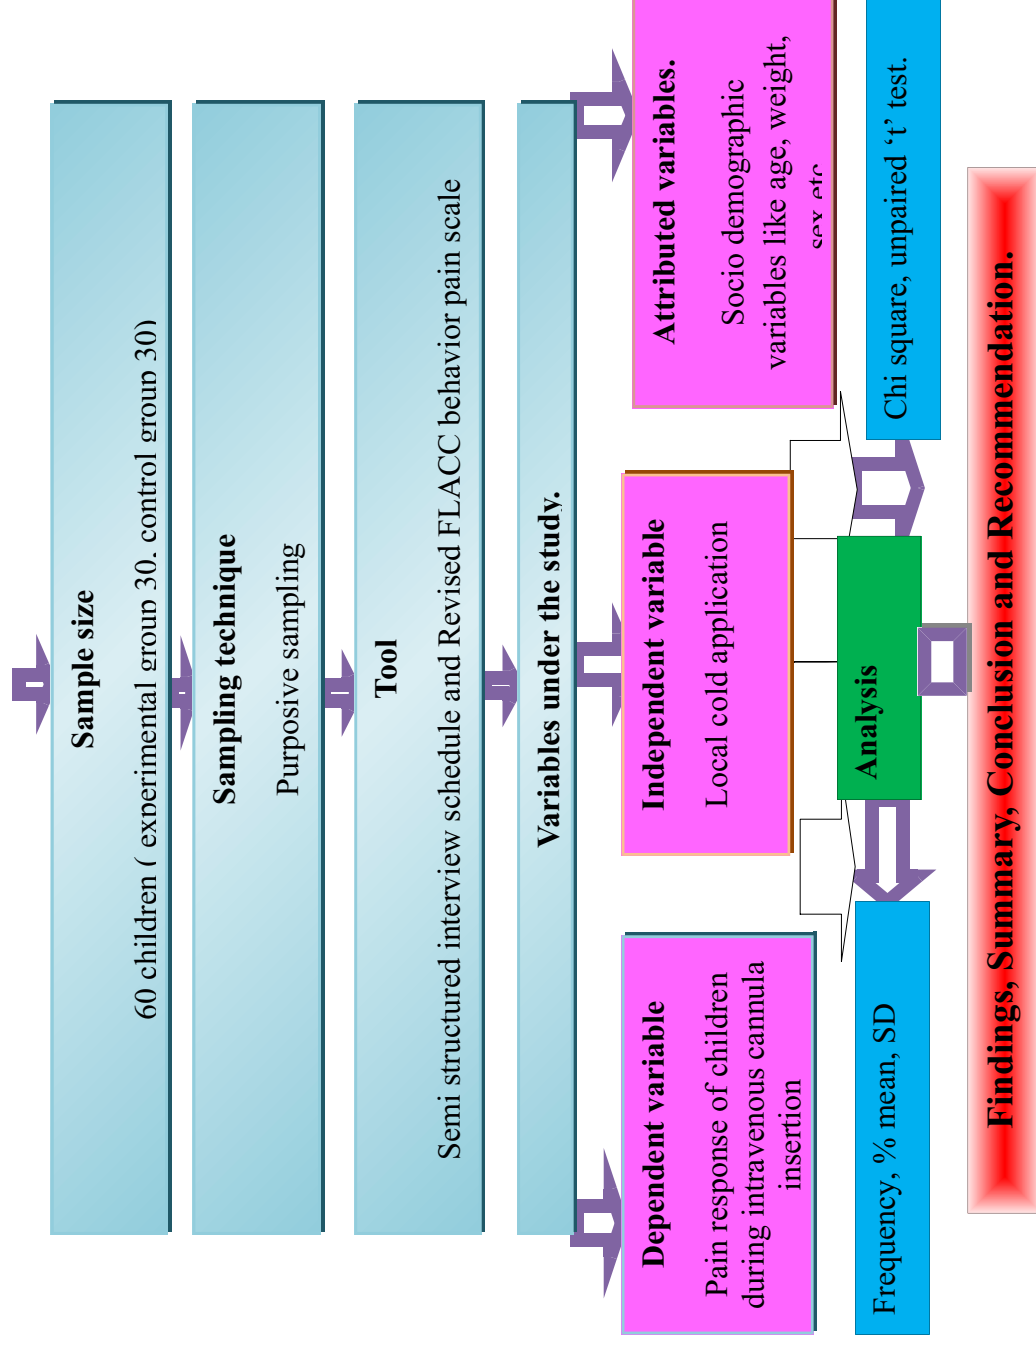 Sample size
60 children ( experimental group 30, control group 30)
Sampling technique
Purposive sampling
Tool
Semi structured interview schedule and Revised FLACC behavior pain scale
Variables under the study.
Dependent variable
Pain response of children
during intravenous cannula
insertion
Independent variable
Local cold application
Attributed variables.
Socio demographic
variables like age, weight,
sex etc
Analysis
Frequency, % mean, SD
Chi square, unpaired ‘t’ test.
Findings, Summary, Conclusion and Recommendation.